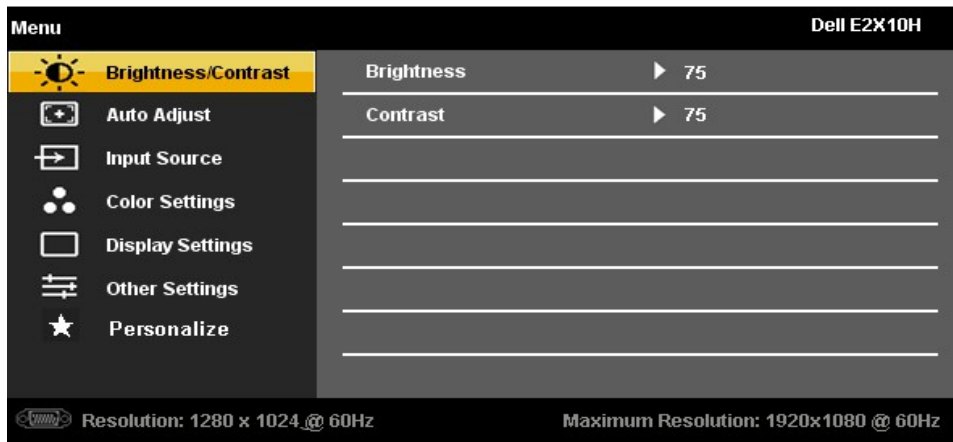 Menu
Dell E2X10H
Brightness/Contrast
Brightness 75
Auto Adjust
Contrast 75
Input Source
Color Settings
Display Settings
Other Settings
Personalize
Resolution: 1280 x 1024 @ 60Hz
Maximum Resolution: 1920x1080 @ 60Hz